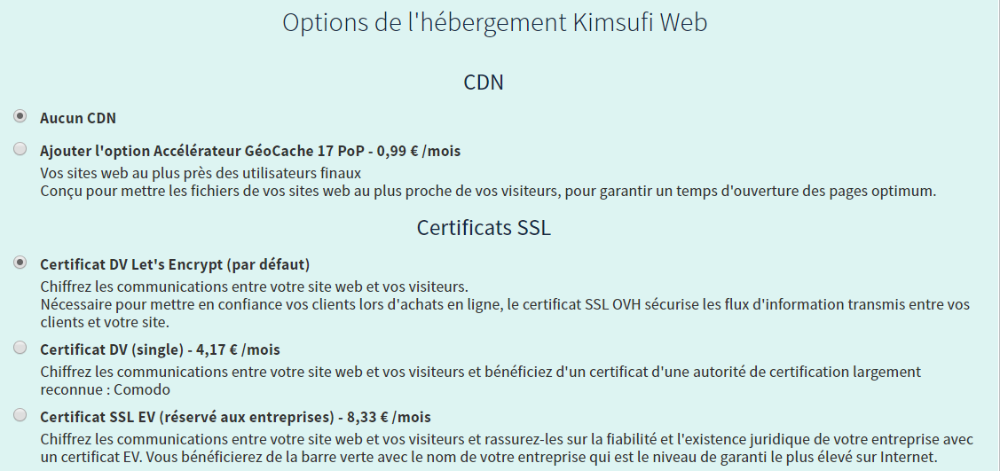 Options de l'hébergement Kimsufi Web
CDN
Aucun CDN
Ajouter l'option Accélérateur GéoCache 17 PoP - 0,99 € /mois
Vos sites web au plus près des utilisateurs finaux
Conçu pour mettre les fichiers de vos sites web au plus proche de vos visiteurs, pour garantir un temps d'ouverture des pages optimum.
Certificats SSL
Certificat DV Let's Encrypt (par défaut)
Chiffrez les communications entre votre site web et vos visiteurs.
Nécessaire pour mettre en confiance vos clients lors d'achats en ligne, le certificat SSL OVH sécurise les flux d'information transmis entre vos
clients et votre site.
Certificat DV (single) - 4,17 € /mois
Chiffrez les communications entre votre site web et vos visiteurs et bénéficiez d'un certificat d'une autorité de certification largement
reconnue : Comodo
Certificat SSL EV (réservé aux entreprises) - 8,33 € /mois
Chiffrez les communications entre votre site web et vos visiteurs et rassurez-les sur la fiabilité et l'existence juridique de votre entreprise avec
un certificat EV. Vous bénéficierez de la barre verte avec le nom de votre entreprise qui est le niveau de garanti le plus élevé sur Internet.